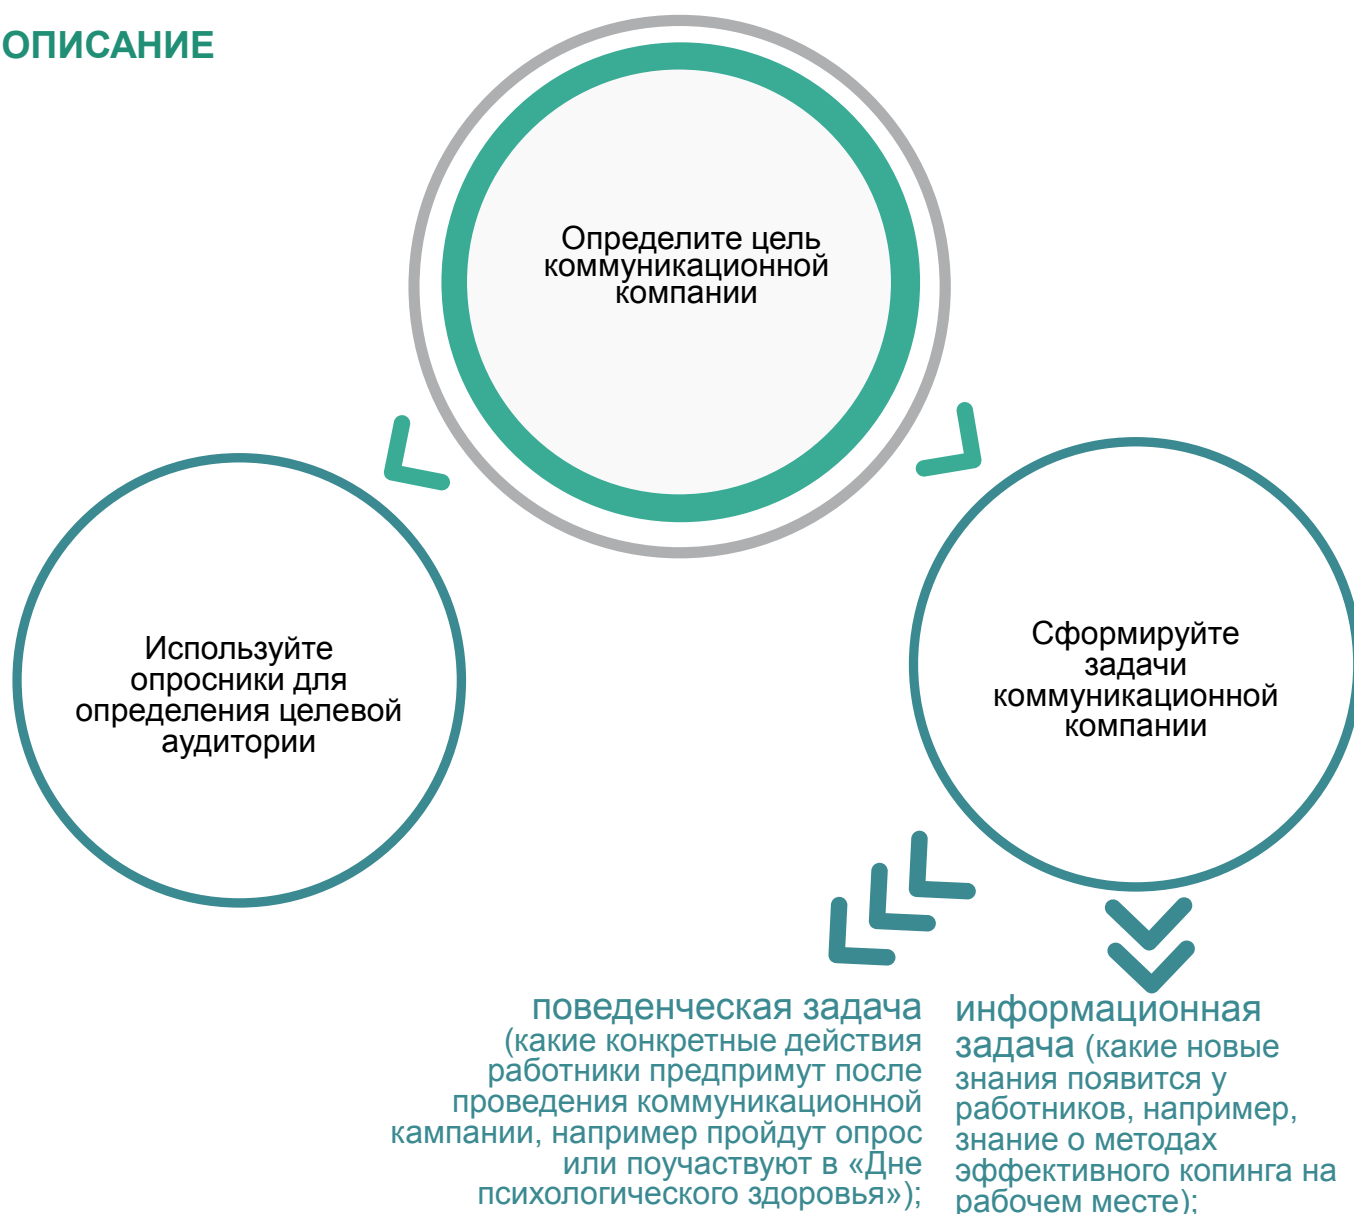 ОПИСАНИЕ
Определите цель
коммуникационной
компании
Используйте
опросники для
определения целевой
аудитории
Сформируйте
задачи
коммуникационной
компании
поведенческая задача
(какие конкретные действия
работники предпримут после
проведения коммуникационной
кампании, например пройдут опрос
или поучаствуют в «Дне
психологического здоровья»);
информационная
задача (какие новые
знания появится у
работников, например,
знание о методах
эффективного копинга на
рабочем месте);